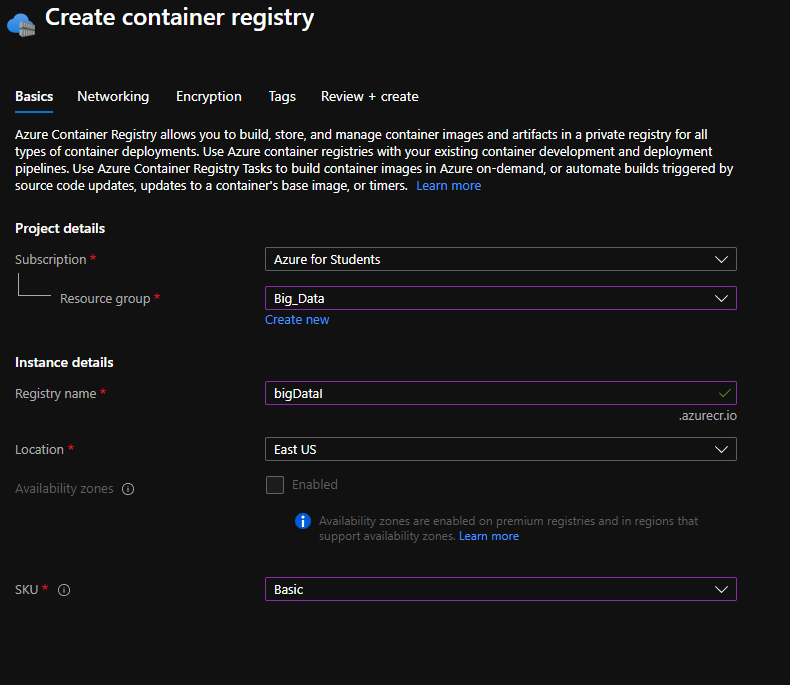 Create container registry
Basics Networking Encryption Tags Review + create
Azure Container Registry allows you to build, store, and manage container images and artifacts in a private registry for all
types of container deployments. Use Azure container registries with your existing container development and deployment
pipelines. Use Azure Container Registry Tasks to build container images in Azure on-demand, or automate builds triggered by
source code updates, updates to a container's base image, or timers. Learn more
Project details
Subscription * Azure for Students
Resource group * Big_Data
Create new
Instance details
Registry name * bigDataI
.azurecr.io
Location * East US
Availability zones Enabled
Availability zones are enabled on premium registries and in regions that
support availability zones. Learn more
SKU * Basic